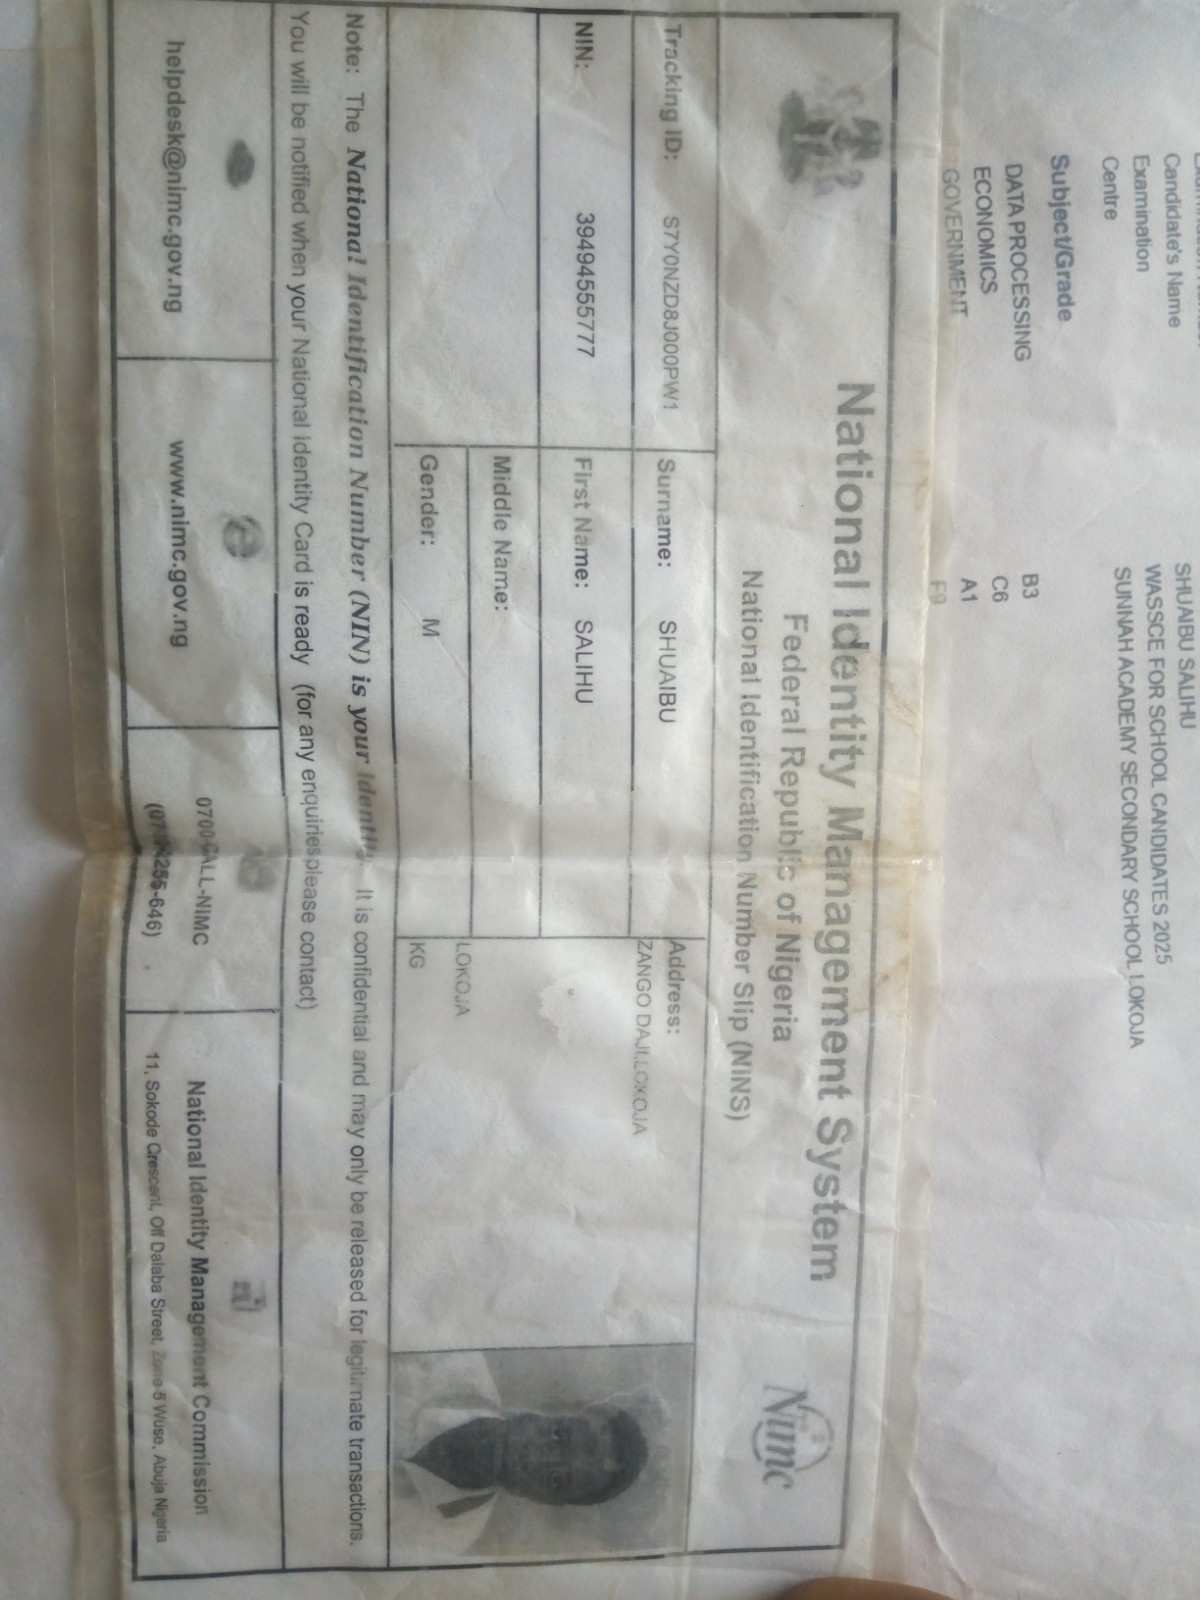 Candidate's Name SHUAIBU SALIHU
Examination WASSCE FOR SCHOOL CANDIDATES 2025
Centre SUNNAH ACADEMY SECONDARY SCHOOL LOKOJA
Subject/Grade
DATA PROCESSING B3
ECONOMICS C6
GOVERNMENT A1
F9
National Identity Management System
Federal Republic of Nigeria
National Identification Number Slip (NINS)
Nimc
Tracking ID: S7Y0NZD8J000PW1
Surname: SHUAIBU
Address:
ZANGO DAJI,LOKOJA
NIN: 39494555777
First Name: SALIHU
Middle Name:
LOKOJA
Gender: M
KG
Note: The National Identification Number (NIN) is your identity. It is confidential and may only be released for legitimate transactions.
You will be notified when your National Identity Card is ready (for any enquiries please contact)
helpdesk@nimc.gov.ng
www.nimc.gov.ng
0700-CALL-NIMC
National Identity Management Commission
11, Sokode Crescent, Off Dalaba Street, Zone 5 Wuse, Abuja Nigeria